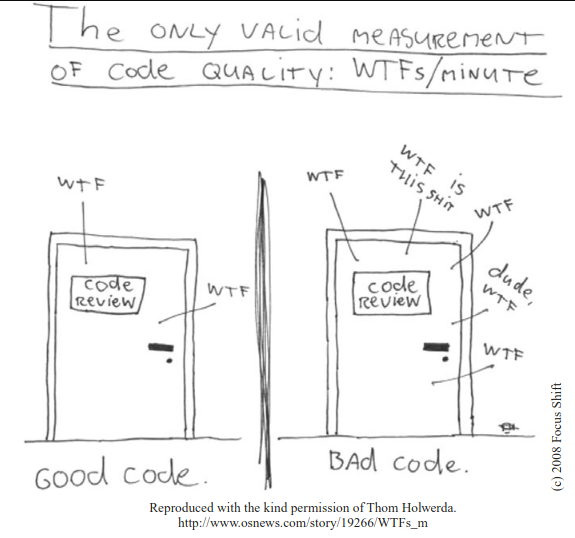 The ONLY VALid MEASUREMENT
OF Code QUALITY: WTFs/MINUTE
WTF
Code
REVIEW
WTF
GOOD Code.
WTF
WTF is
THiS SHIT
WTF
dude,
WTF
Code
REVIEW
WTF
BAd Code.
(c) 2008 Focus Shift
Reproduced with the kind permission of Thom Holwerda.
http://www.osnews.com/story/19266/WTFs_m